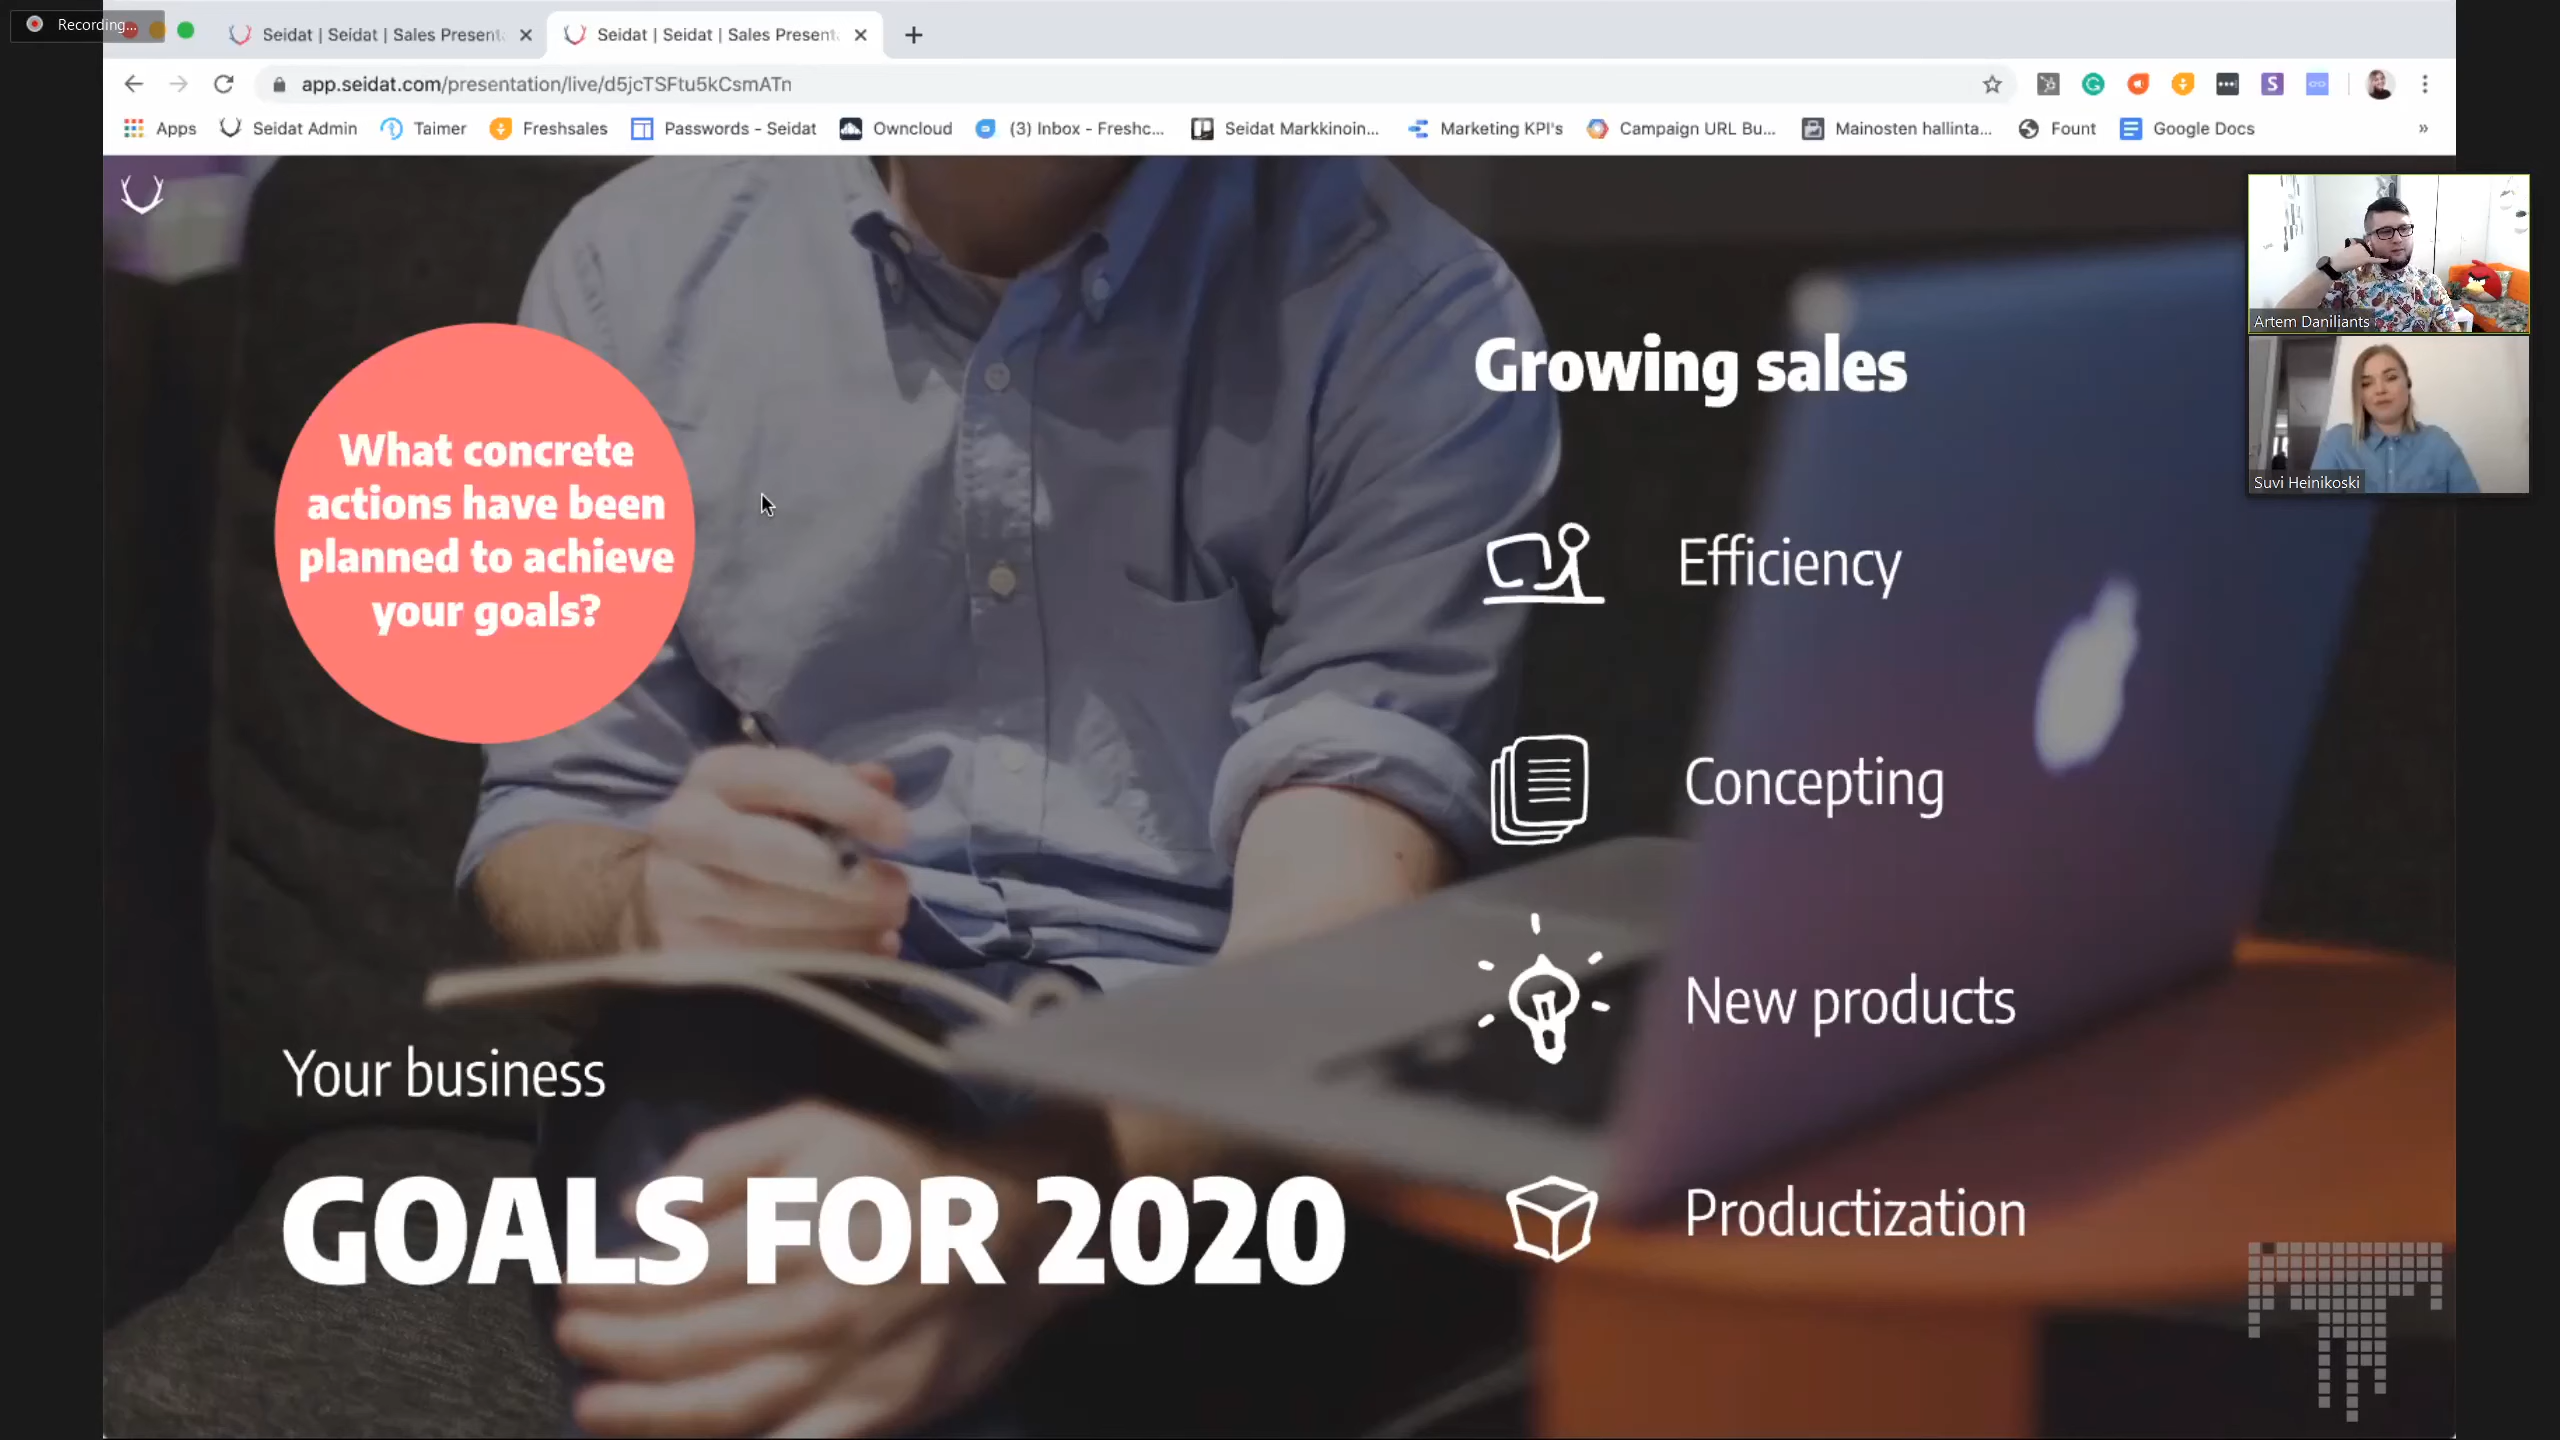 Recording...
Seidat | Seidat | Sales Present
Seidat | Seidat | Sales Present
app.seidat.com/presentation/live/d5jcTSFtu5kCsmATn
Apps
Seidat Admin
Taimer
Freshsales
Passwords - Seidat
Owncloud
(3) Inbox - Freshc...
Seidat Markkinoin...
Marketing KPI's
Campaign URL Bu...
Mainosten hallinta...
Fount
Google Docs
»
Artem Daniliants
Suvi Heinikoski
What concrete
actions have been
planned to achieve
your goals?
Growing sales
Efficiency
Concepting
New products
Productization
Your business
GOALS FOR 2020